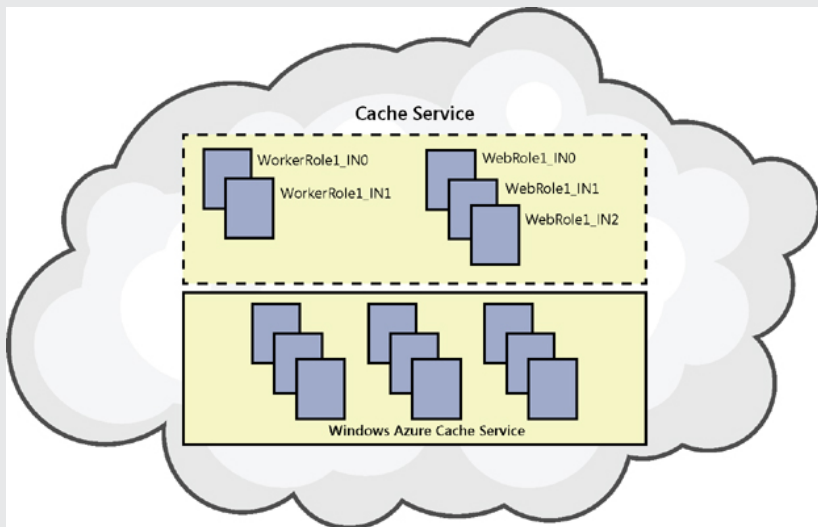 Cache Service
WorkerRole1_IN0
WorkerRole1_IN1
WebRole1_IN0
WebRole1_IN1
WebRole1_IN2
Windows Azure Cache Service